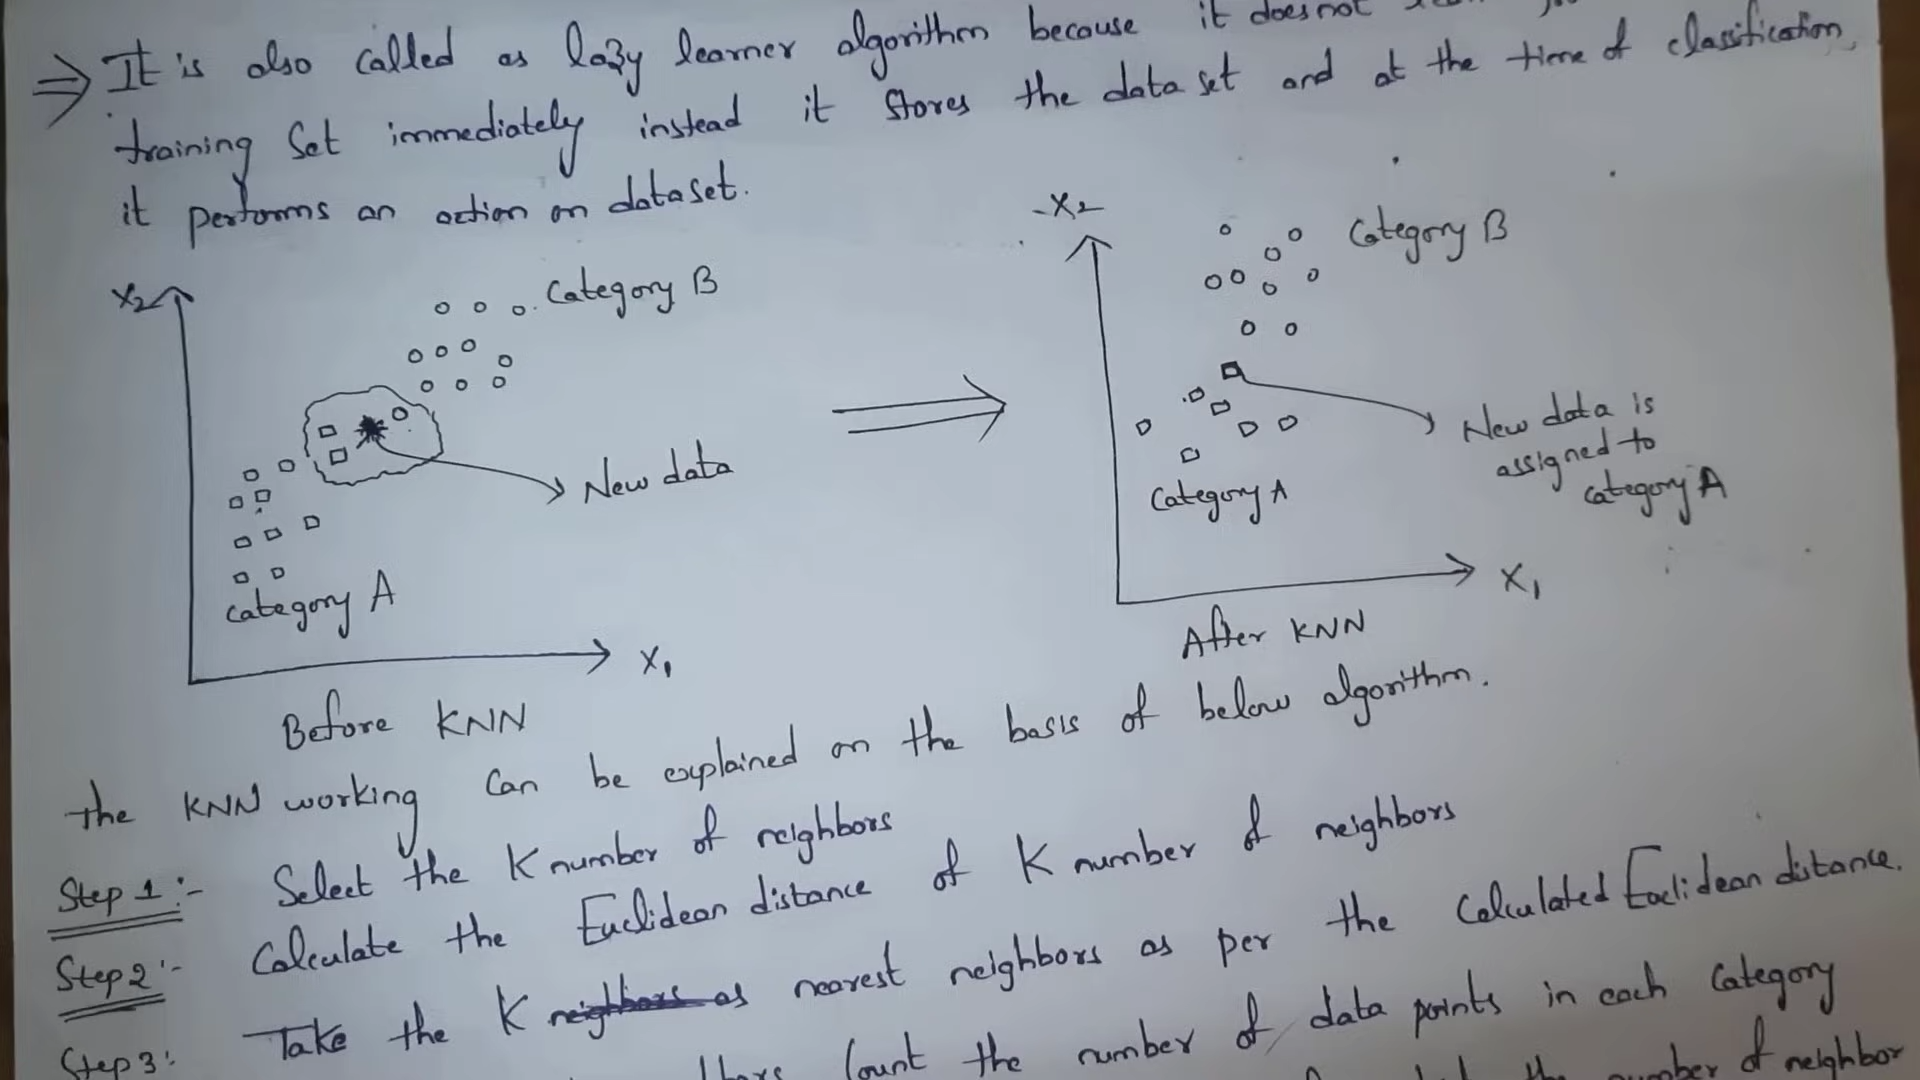 ⇒ It is also called as lazy learner algorithm because it does not
training Set immediately instead it stores the data set and at the time of classification,
it performs an action on dataset.
X2
Category B
New data
Category A
X1
Before KNN
⇒
-X2
Category B
New data is
assigned to
category A
Category A
X1
After KNN
the KNN working can be explained on the basis of below algorithm.
Step 1 :- Select the K number of neighbors
Step 2 :- Calculate the Euclidean distance of K number of neighbors
Step 3 : Take the K neighbors as nearest neighbors as per the Calculated Euclidean distance.
Count the number of data points in each Category
number of neighbor